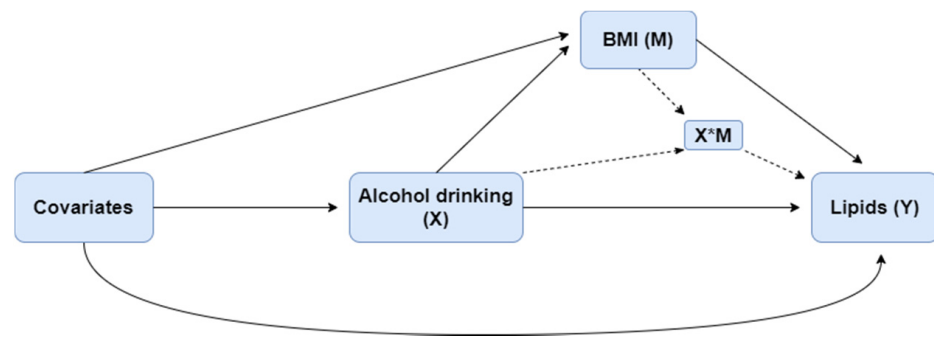 BMI (M)
X*M
Covariates
Alcohol drinking
(X)
Lipids (Y)